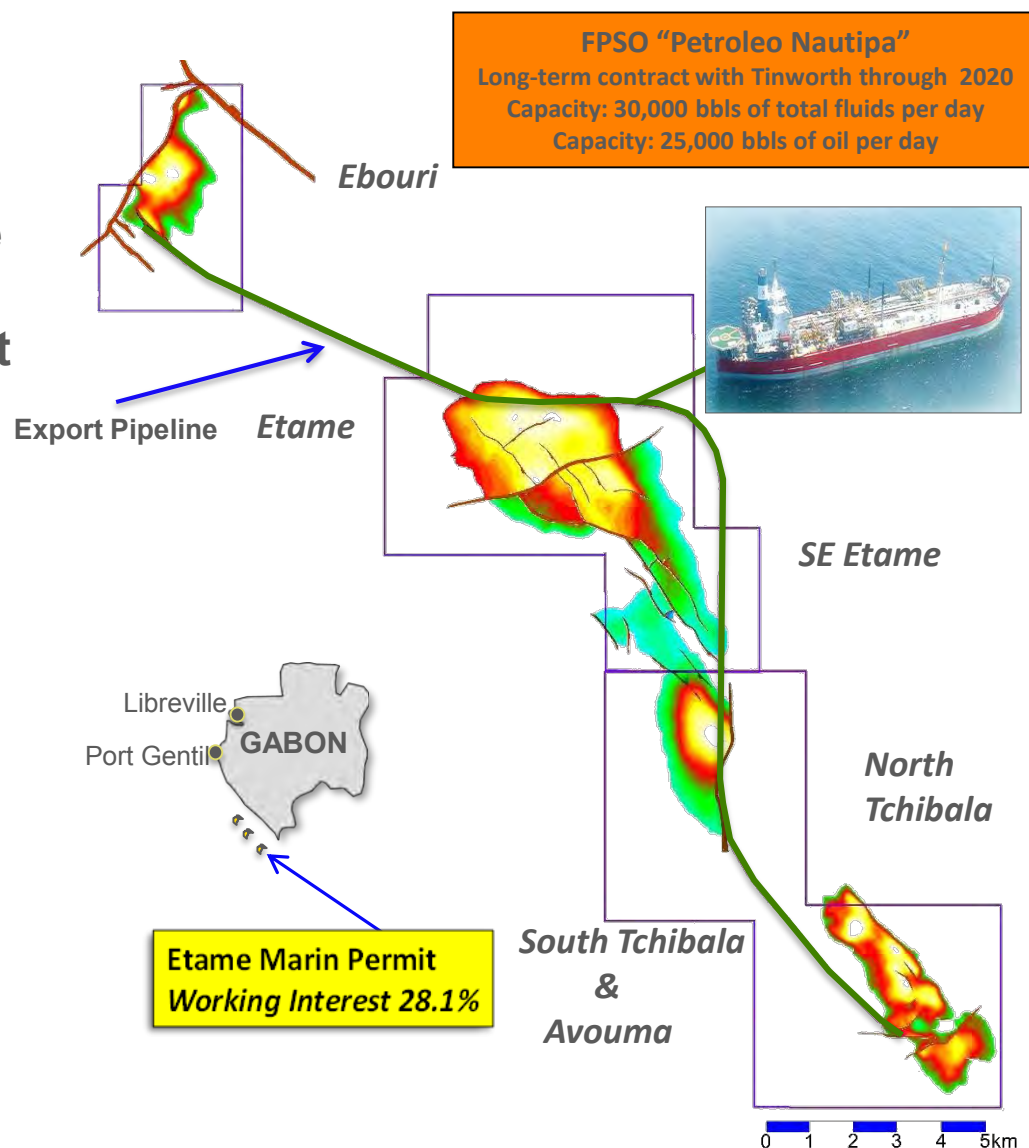 FPSO “Petroleo Nautipa”
Long-term contract with Tinworth through 2020
Capacity: 30,000 bbls of total fluids per day
Capacity: 25,000 bbls of oil per day
Ebouri
Export Pipeline
Etame
SE Etame
Libreville
Port Gentil
GABON
North
Tchibala
Etame Marin Permit
Working Interest 28.1%
South Tchibala
&
Avouma
0 1 2 3 4 5km